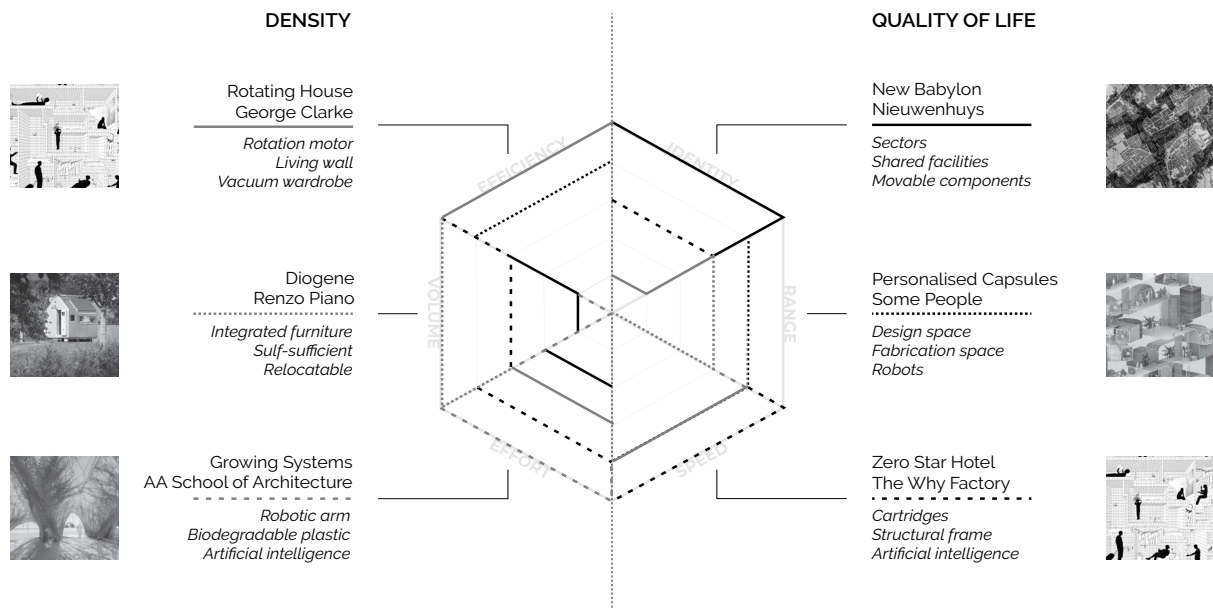 DENSITY
QUALITY OF LIFE
Rotating House
George Clarke
Rotation motor
Living wall
Vacuum wardrobe
New Babylon
Nieuwenhuys
Sectors
Shared facilities
Movable components
EFFICIENCY
IDENTITY
Diogene
Renzo Piano
Integrated furniture
Sulf-sufficient
Relocatable
VOLUME
RANGE
Personalised Capsules
Some People
Design space
Fabrication space
Robots
Growing Systems
AA School of Architecture
Robotic arm
Biodegradable plastic
Artificial intelligence
EFFORT
SPEED
Zero Star Hotel
The Why Factory
Cartridges
Structural frame
Artificial intelligence